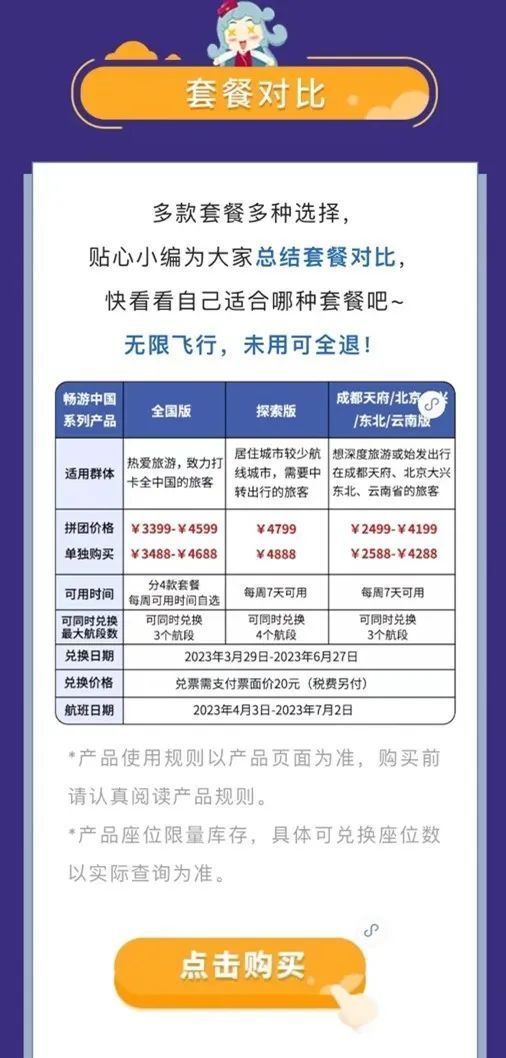 套餐对比
多款套餐多种选择，
贴心小编为大家总结套餐对比，
快看看自己适合哪种套餐吧~
无限飞行，未用可全退！
畅游中国
系列产品
全国版
探索版
成都天府/北京 兴
/东北/云南版
适用群体
热爱旅游，致力打
卡全中国的旅客
居住城市较少航
线城市，需要中
转出行的旅客
想深度旅游或始发出行
在成都天府、北京大兴
东北、云南省的旅客
拼团价格
￥3399-￥4599
￥4799
￥2499-￥4199
单独购买
￥3488-￥4688
￥4888
￥2588-￥4288
可用时间
分4款套餐
每周可用时间自选
每周7天可用
每周7天可用
可同时兑换
最大航段数
可同时兑换
3个航段
可同时兑换
4个航段
可同时兑换
3个航段
兑换日期
2023年3月29日-2023年6月27日
兑换价格
兑票需支付票面价20元（税费另付）
航班日期
2023年4月3日-2023年7月2日
*产品使用规则以产品页面为准，购买前
请认真阅读产品规则。
*产品座位限量库存，具体可兑换座位数
以实际查询为准。
点击购买